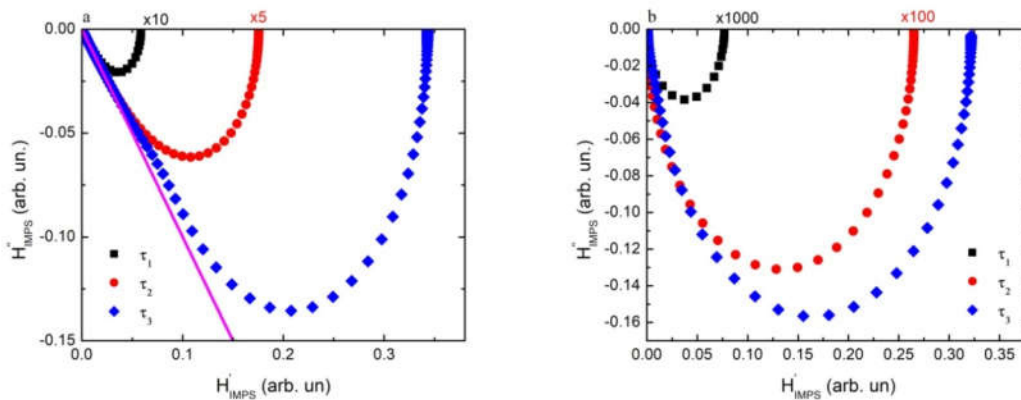 a x10 x5
0.00
-0.05
-0.10
-0.15
H''IMPS (arb. un.)
τ1
τ2
τ3
0.0 0.1 0.2 0.3
H'IMPS (arb. un)
b x1000 x100
0.00
-0.02
-0.04
-0.06
-0.08
-0.10
-0.12
-0.14
-0.16
H''IMPS (arb. un.)
τ1
τ2
τ3
0.00 0.05 0.10 0.15 0.20 0.25 0.30 0.35
H'IMPS (arb. un)